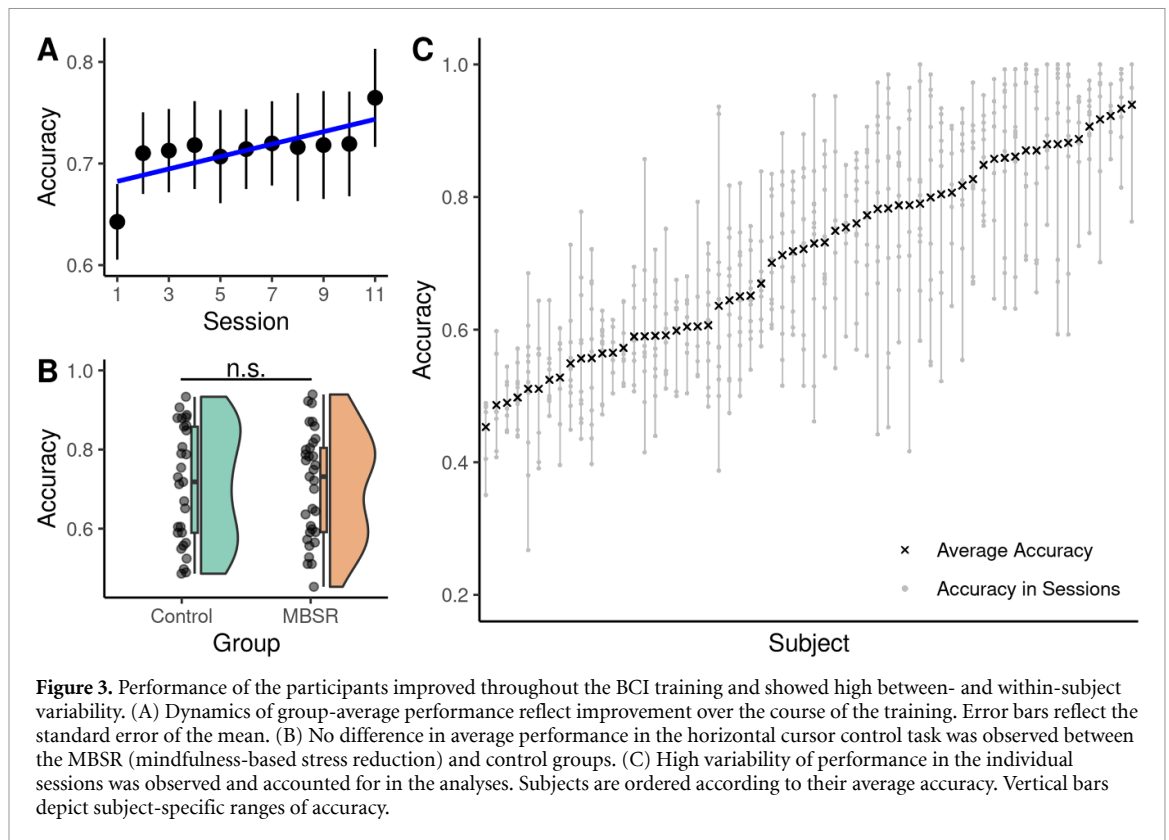 A
0.8
0.7
0.6
Accuracy
1 3 5 7 9 11
Session
B
n.s.
1.0
0.8
0.6
Accuracy
Control MBSR
Group
C
1.0
0.8
0.6
0.4
0.2
Accuracy
Average Accuracy
Accuracy in Sessions
Subject
Figure 3. Performance of the participants improved throughout the BCI training and showed high between- and within-subject
variability. (A) Dynamics of group-average performance reflect improvement over the course of the training. Error bars reflect the
standard error of the mean. (B) No difference in average performance in the horizontal cursor control task was observed between
the MBSR (mindfulness-based stress reduction) and control groups. (C) High variability of performance in the individual
sessions was observed and accounted for in the analyses. Subjects are ordered according to their average accuracy. Vertical bars
depict subject-specific ranges of accuracy.